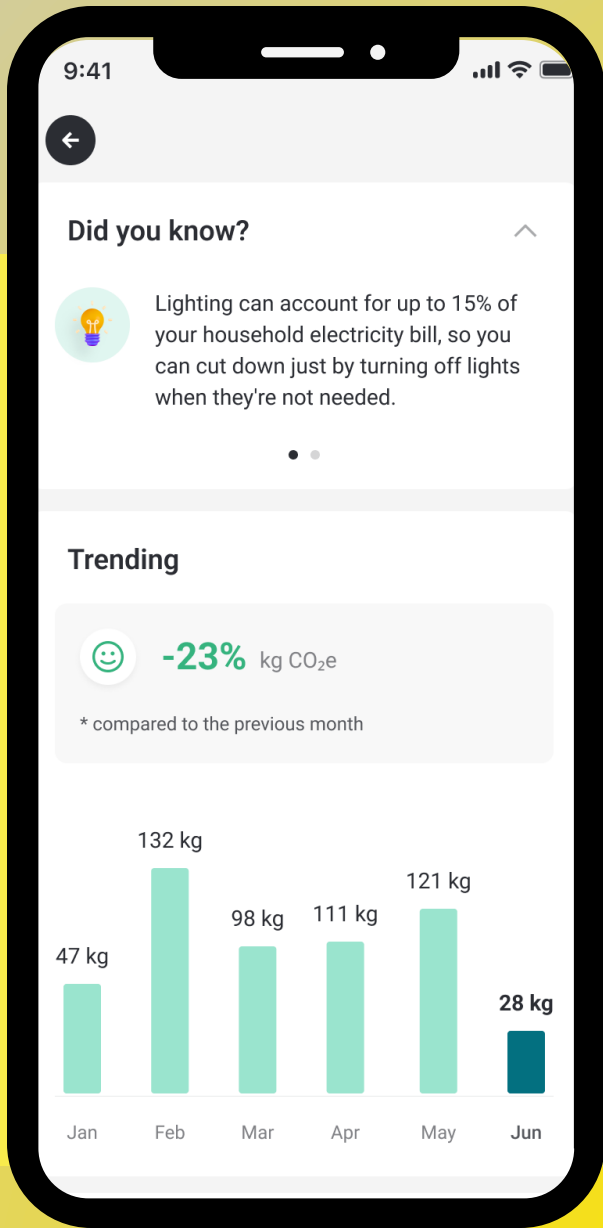 9:41
Did you know?
Lighting can account for up to 15% of
your household electricity bill, so you
can cut down just by turning off lights
when they're not needed.
Trending
-23% kg CO₂e
* compared to the previous month
132 kg
121 kg
98 kg
111 kg
47 kg
28 kg
Jan Feb Mar Apr May Jun